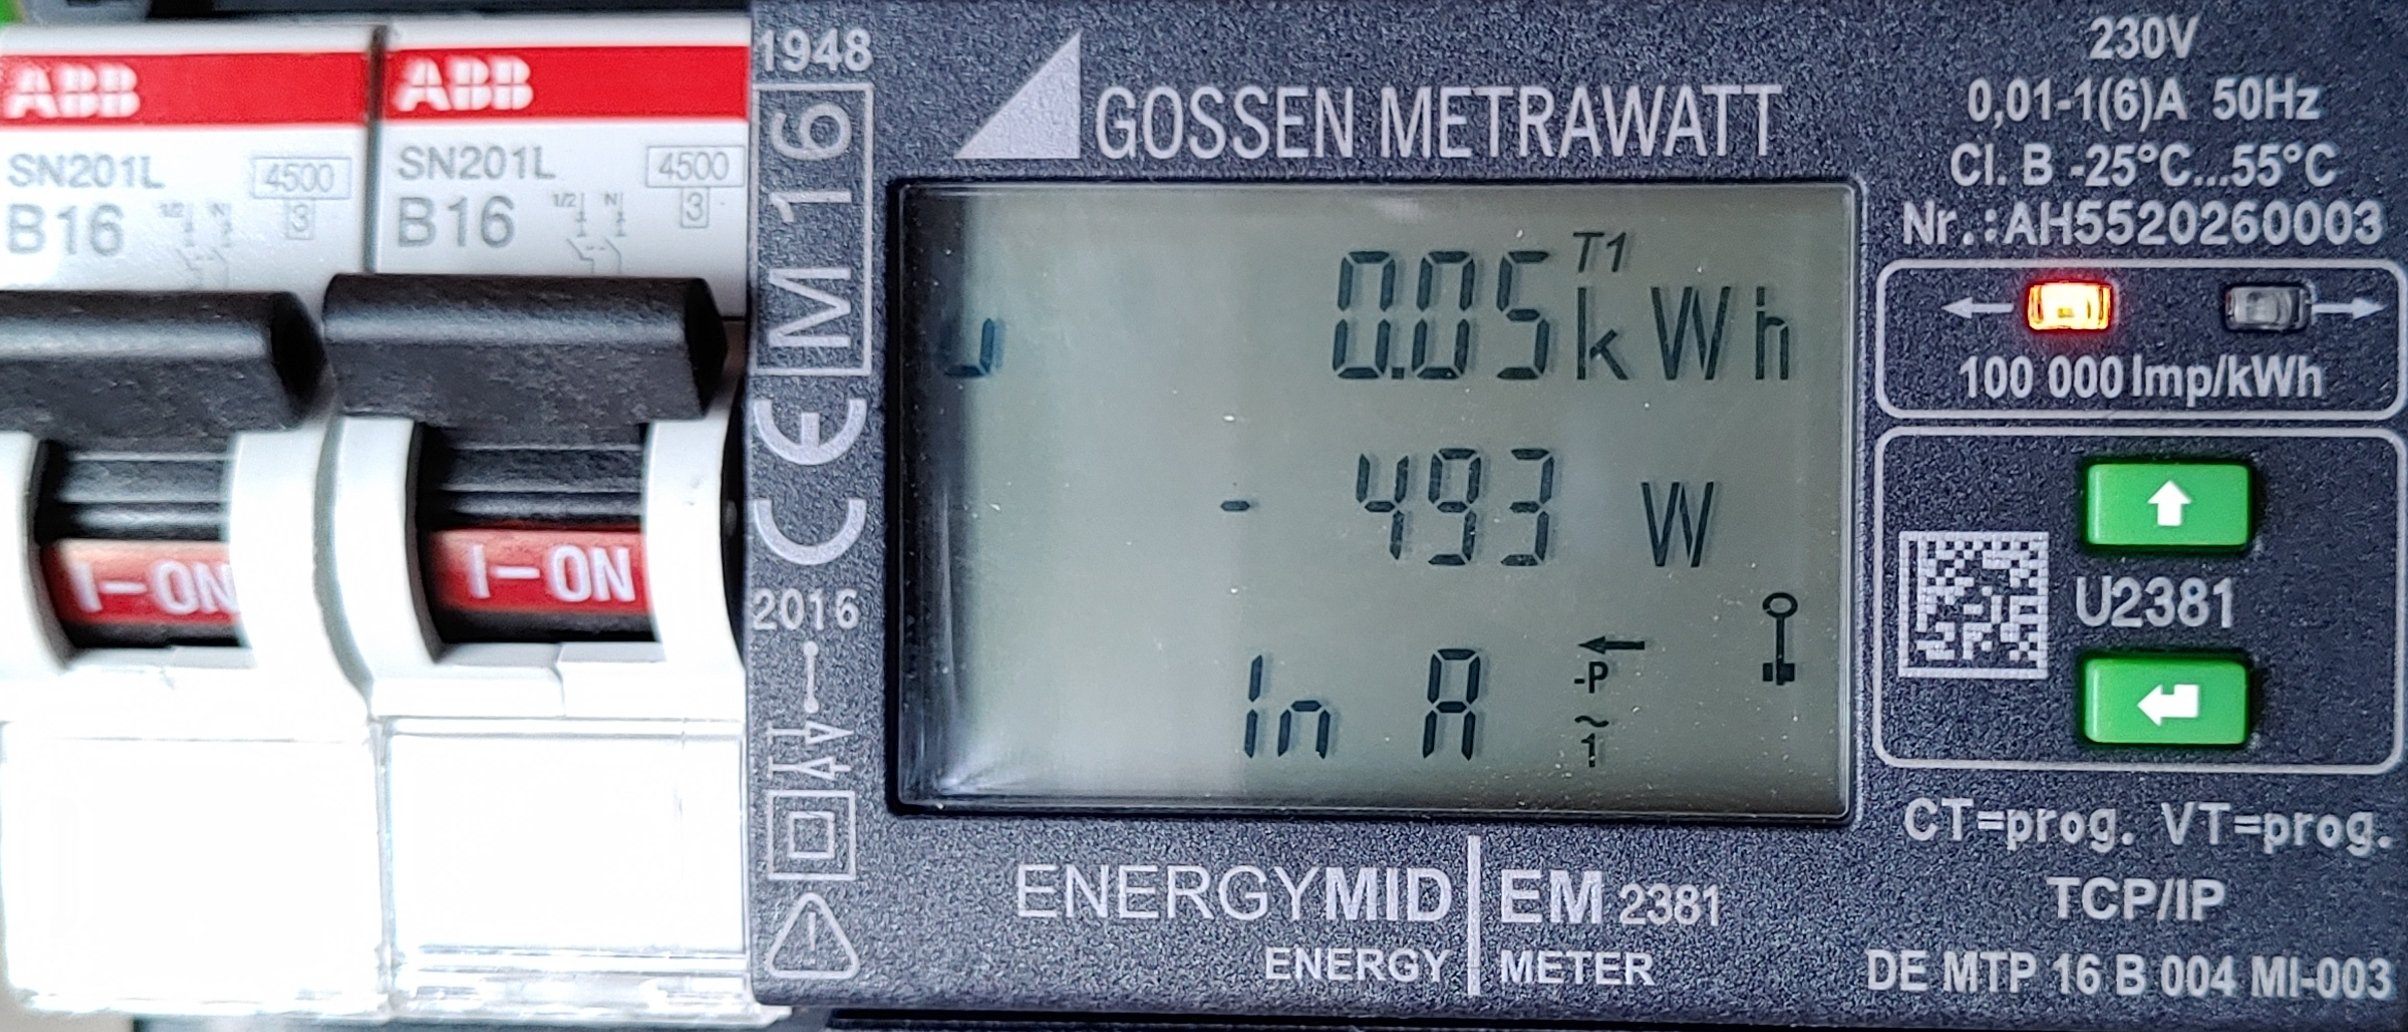 ABB
SN201L
4500
B16
3
I-ON
ABB
SN201L
4500
B16
1/2
N
3
I-ON
1948
M16
CE
2016
GOSSEN METRAWATT
T1
0.05 kWh
- 493 W
In A
-P
~
1
ENERGYMID EM 2381
ENERGY METER
230V
0,01-1(6)A 50Hz
Cl. B -25°C...55°C
Nr.:AH5520260003
100 000 Imp/kWh
U2381
CT=prog. VT=prog.
TCP/IP
DE MTP 16 B 004 MI-003